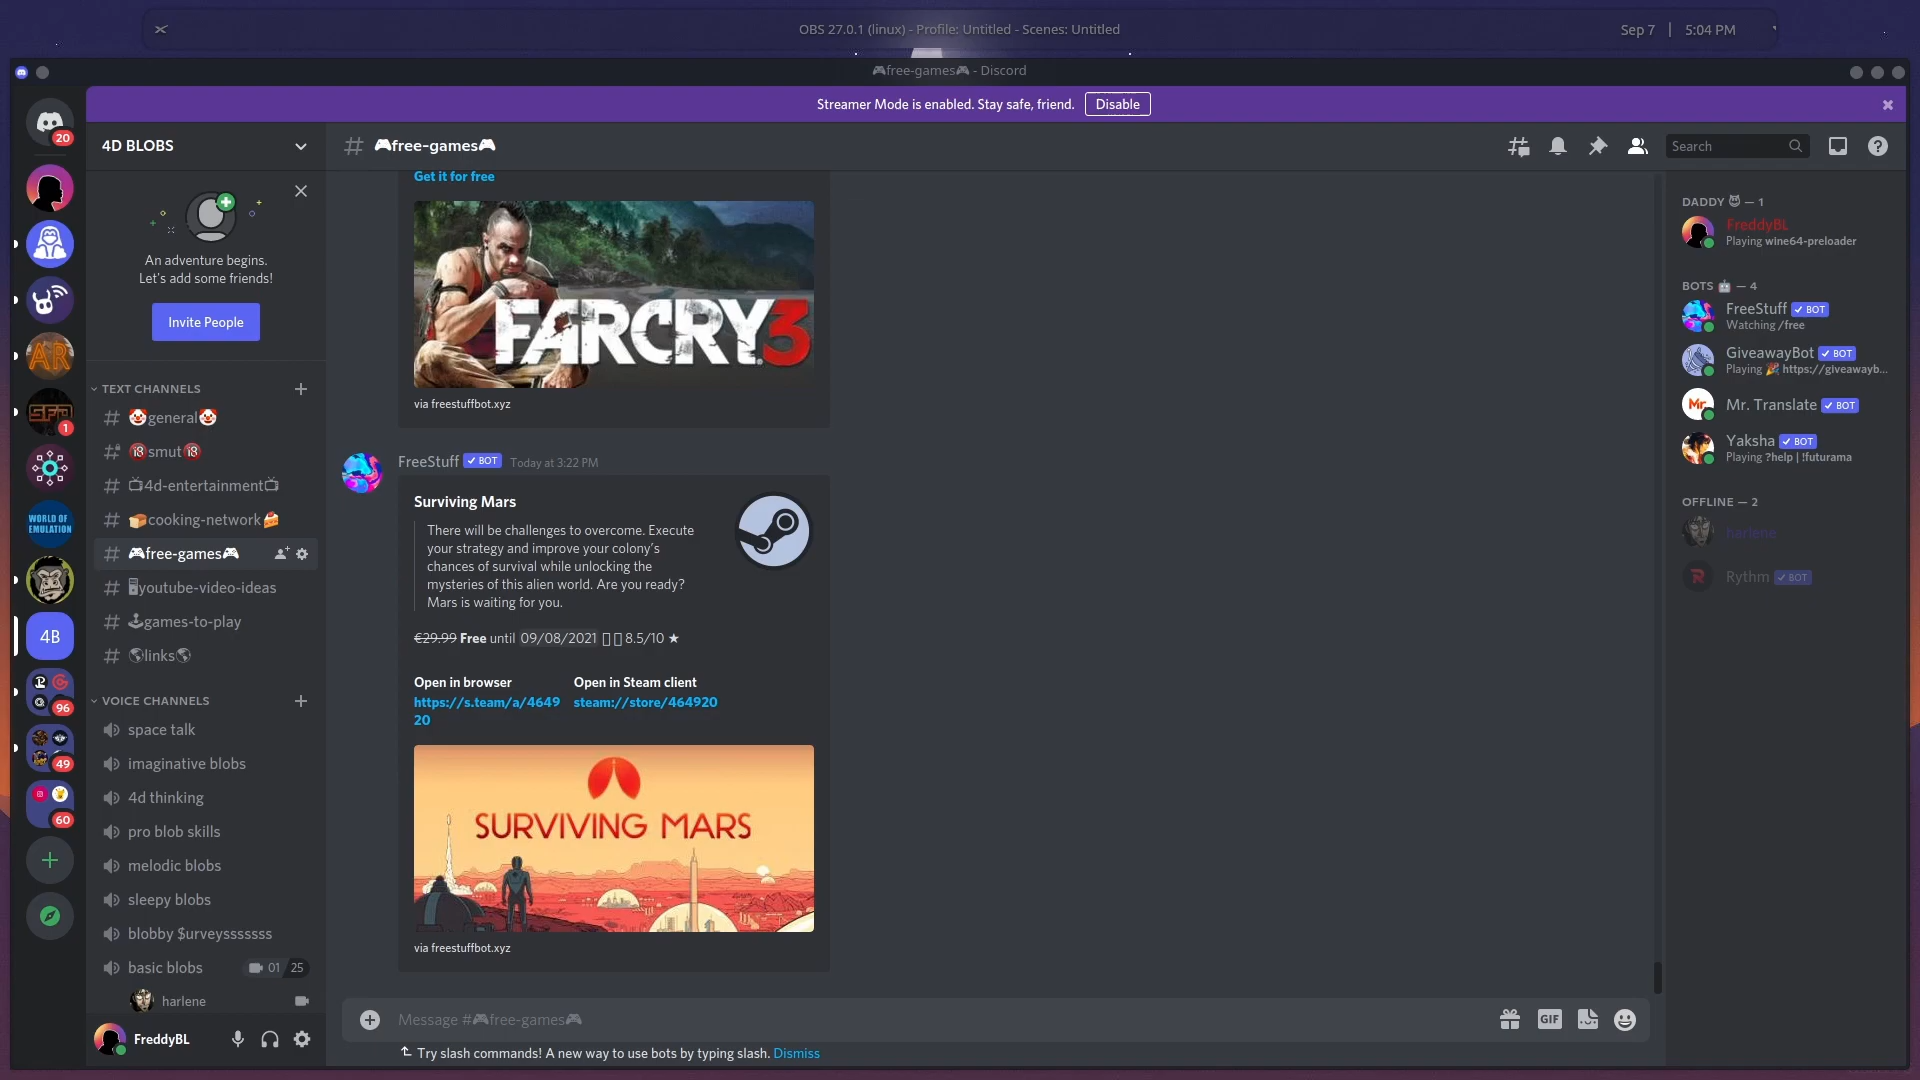 OBS 27.0.1 (linux) - Profile: Untitled - Scenes: Untitled
Sep 7 | 5:04 PM
🎮free-games🎮 - Discord
Streamer Mode is enabled. Stay safe, friend. Disable
20
4D BLOBS
# 🎮free-games🎮
Search
An adventure begins.
Let's add some friends!
Invite People
AR
SFO
1
WORLD OF
EMULATION
4B
96
49
60
TEXT CHANNELS
🤡general🤡
🔞smut🔞
📺4d-entertainment📺
🍞cooking-network🍰
🎮free-games🎮
🖥youtube-video-ideas
🕹games-to-play
🌎links🌎
VOICE CHANNELS
space talk
imaginative blobs
4d thinking
pro blob skills
melodic blobs
sleepy blobs
blobby $urveysssssss
basic blobs 01 25
harlene
FreddyBL
Get it for free
FARCRY 3
via freestuffbot.xyz
FreeStuff ✓ BOT Today at 3:22 PM
Surviving Mars
There will be challenges to overcome. Execute
your strategy and improve your colony's
chances of survival while unlocking the
mysteries of this alien world. Are you ready?
Mars is waiting for you.
€29.99 Free until 09/08/2021 8.5/10 ★
Open in browser Open in Steam client
https://s.team/a/4649 steam://store/464920
20
SURVIVING MARS
via freestuffbot.xyz
Message #🎮free-games🎮
GIF
Try slash commands! A new way to use bots by typing slash. Dismiss
DADDY 😈 — 1
FreddyBL
Playing wine64-preloader
BOTS 🤖 — 4
FreeStuff ✓ BOT
Watching /free
GiveawayBot ✓ BOT
Playing 🎉 https://giveawayb...
Mr
Mr. Translate ✓ BOT
Yaksha ✓ BOT
Playing ?help | !futurama
OFFLINE — 2
harlene
Rythm ✓ BOT